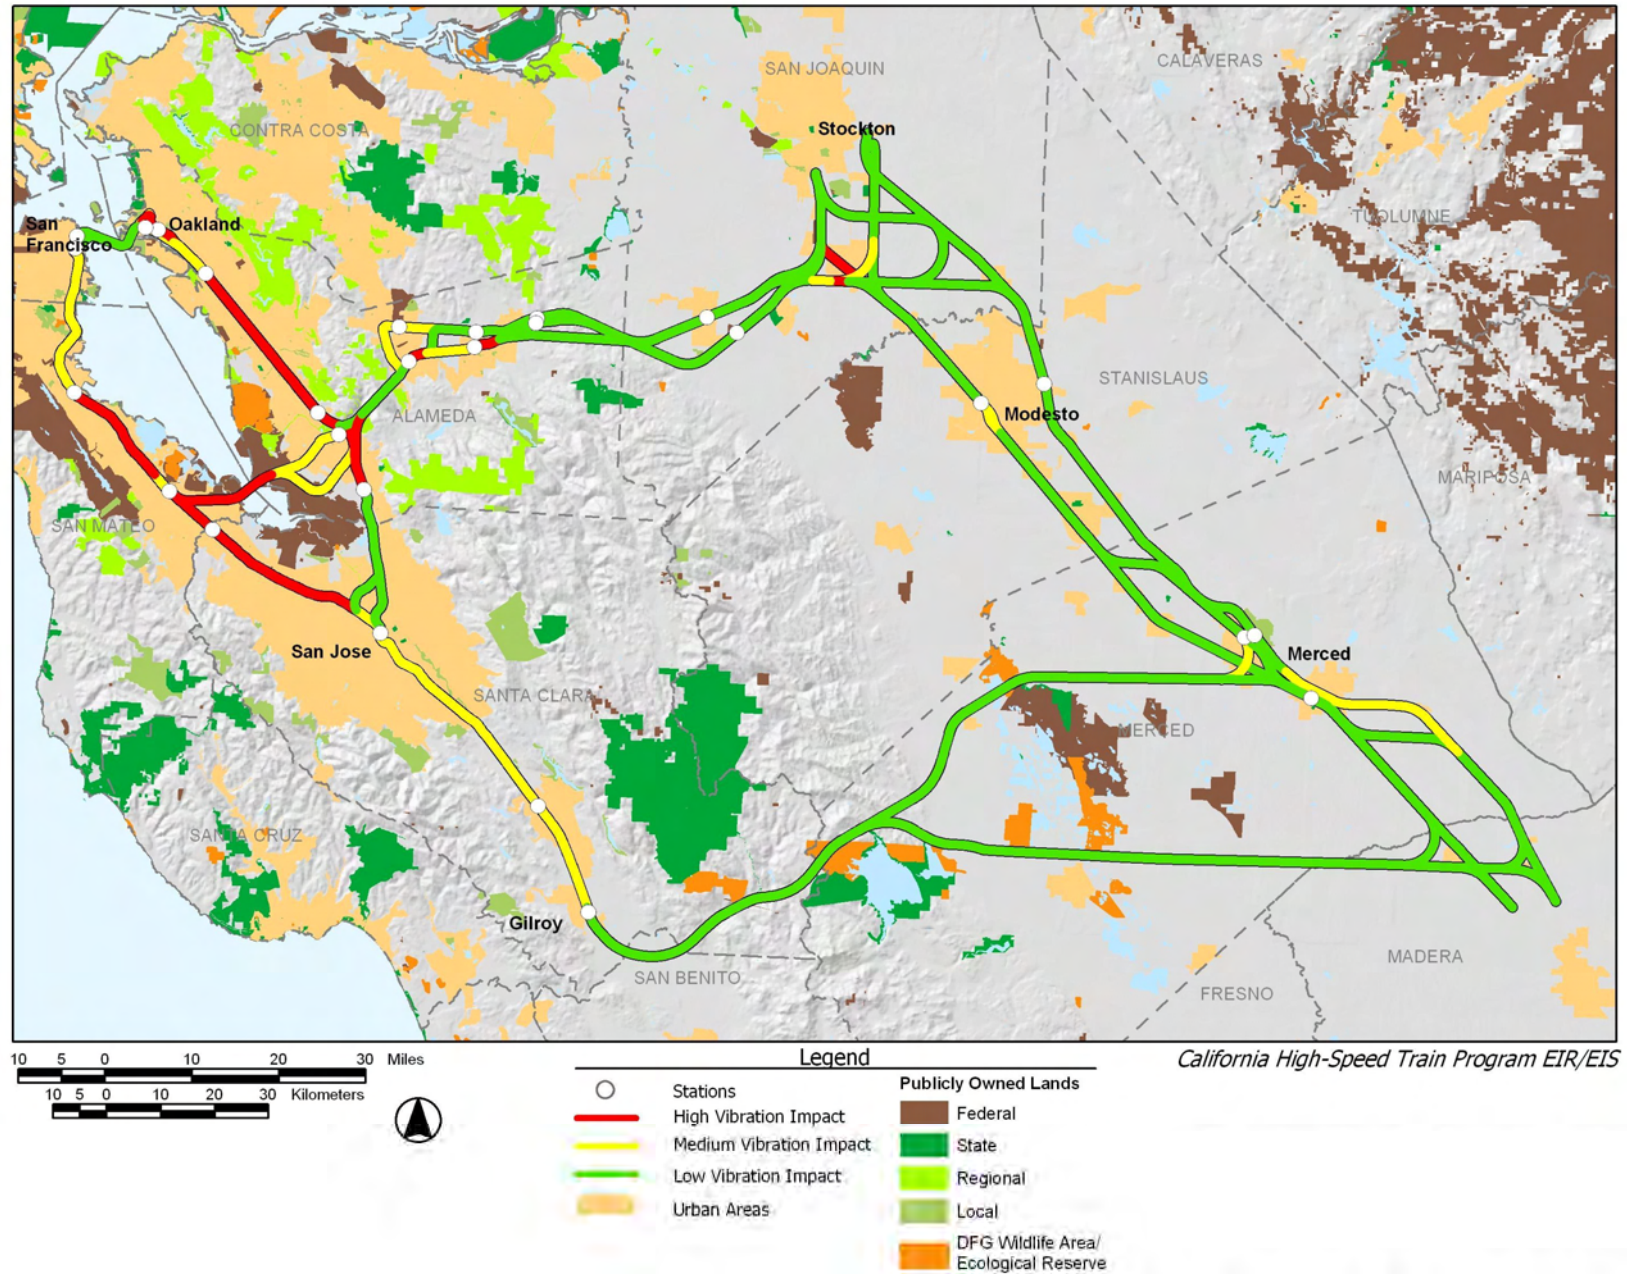 CALAVERAS
SAN JOAQUIN
Stockton
CONTRA COSTA
TUOLUMNE
San
Francisco
Oakland
STANISLAUS
ALAMEDA
Modesto
MARIPOSA
SAN MATEO
San Jose
Merced
SANTA CLARA
MERCED
SANTA CRUZ
Gilroy
MADERA
SAN BENITO
FRESNO
10 5 0 10 20 30 Miles
10 5 0 10 20 30 Kilometers
Legend
California High-Speed Train Program EIR/EIS
Stations
High Vibration Impact
Medium Vibration Impact
Low Vibration Impact
Urban Areas
Publicly Owned Lands
Federal
State
Regional
Local
DFG Wildlife Area/
Ecological Reserve